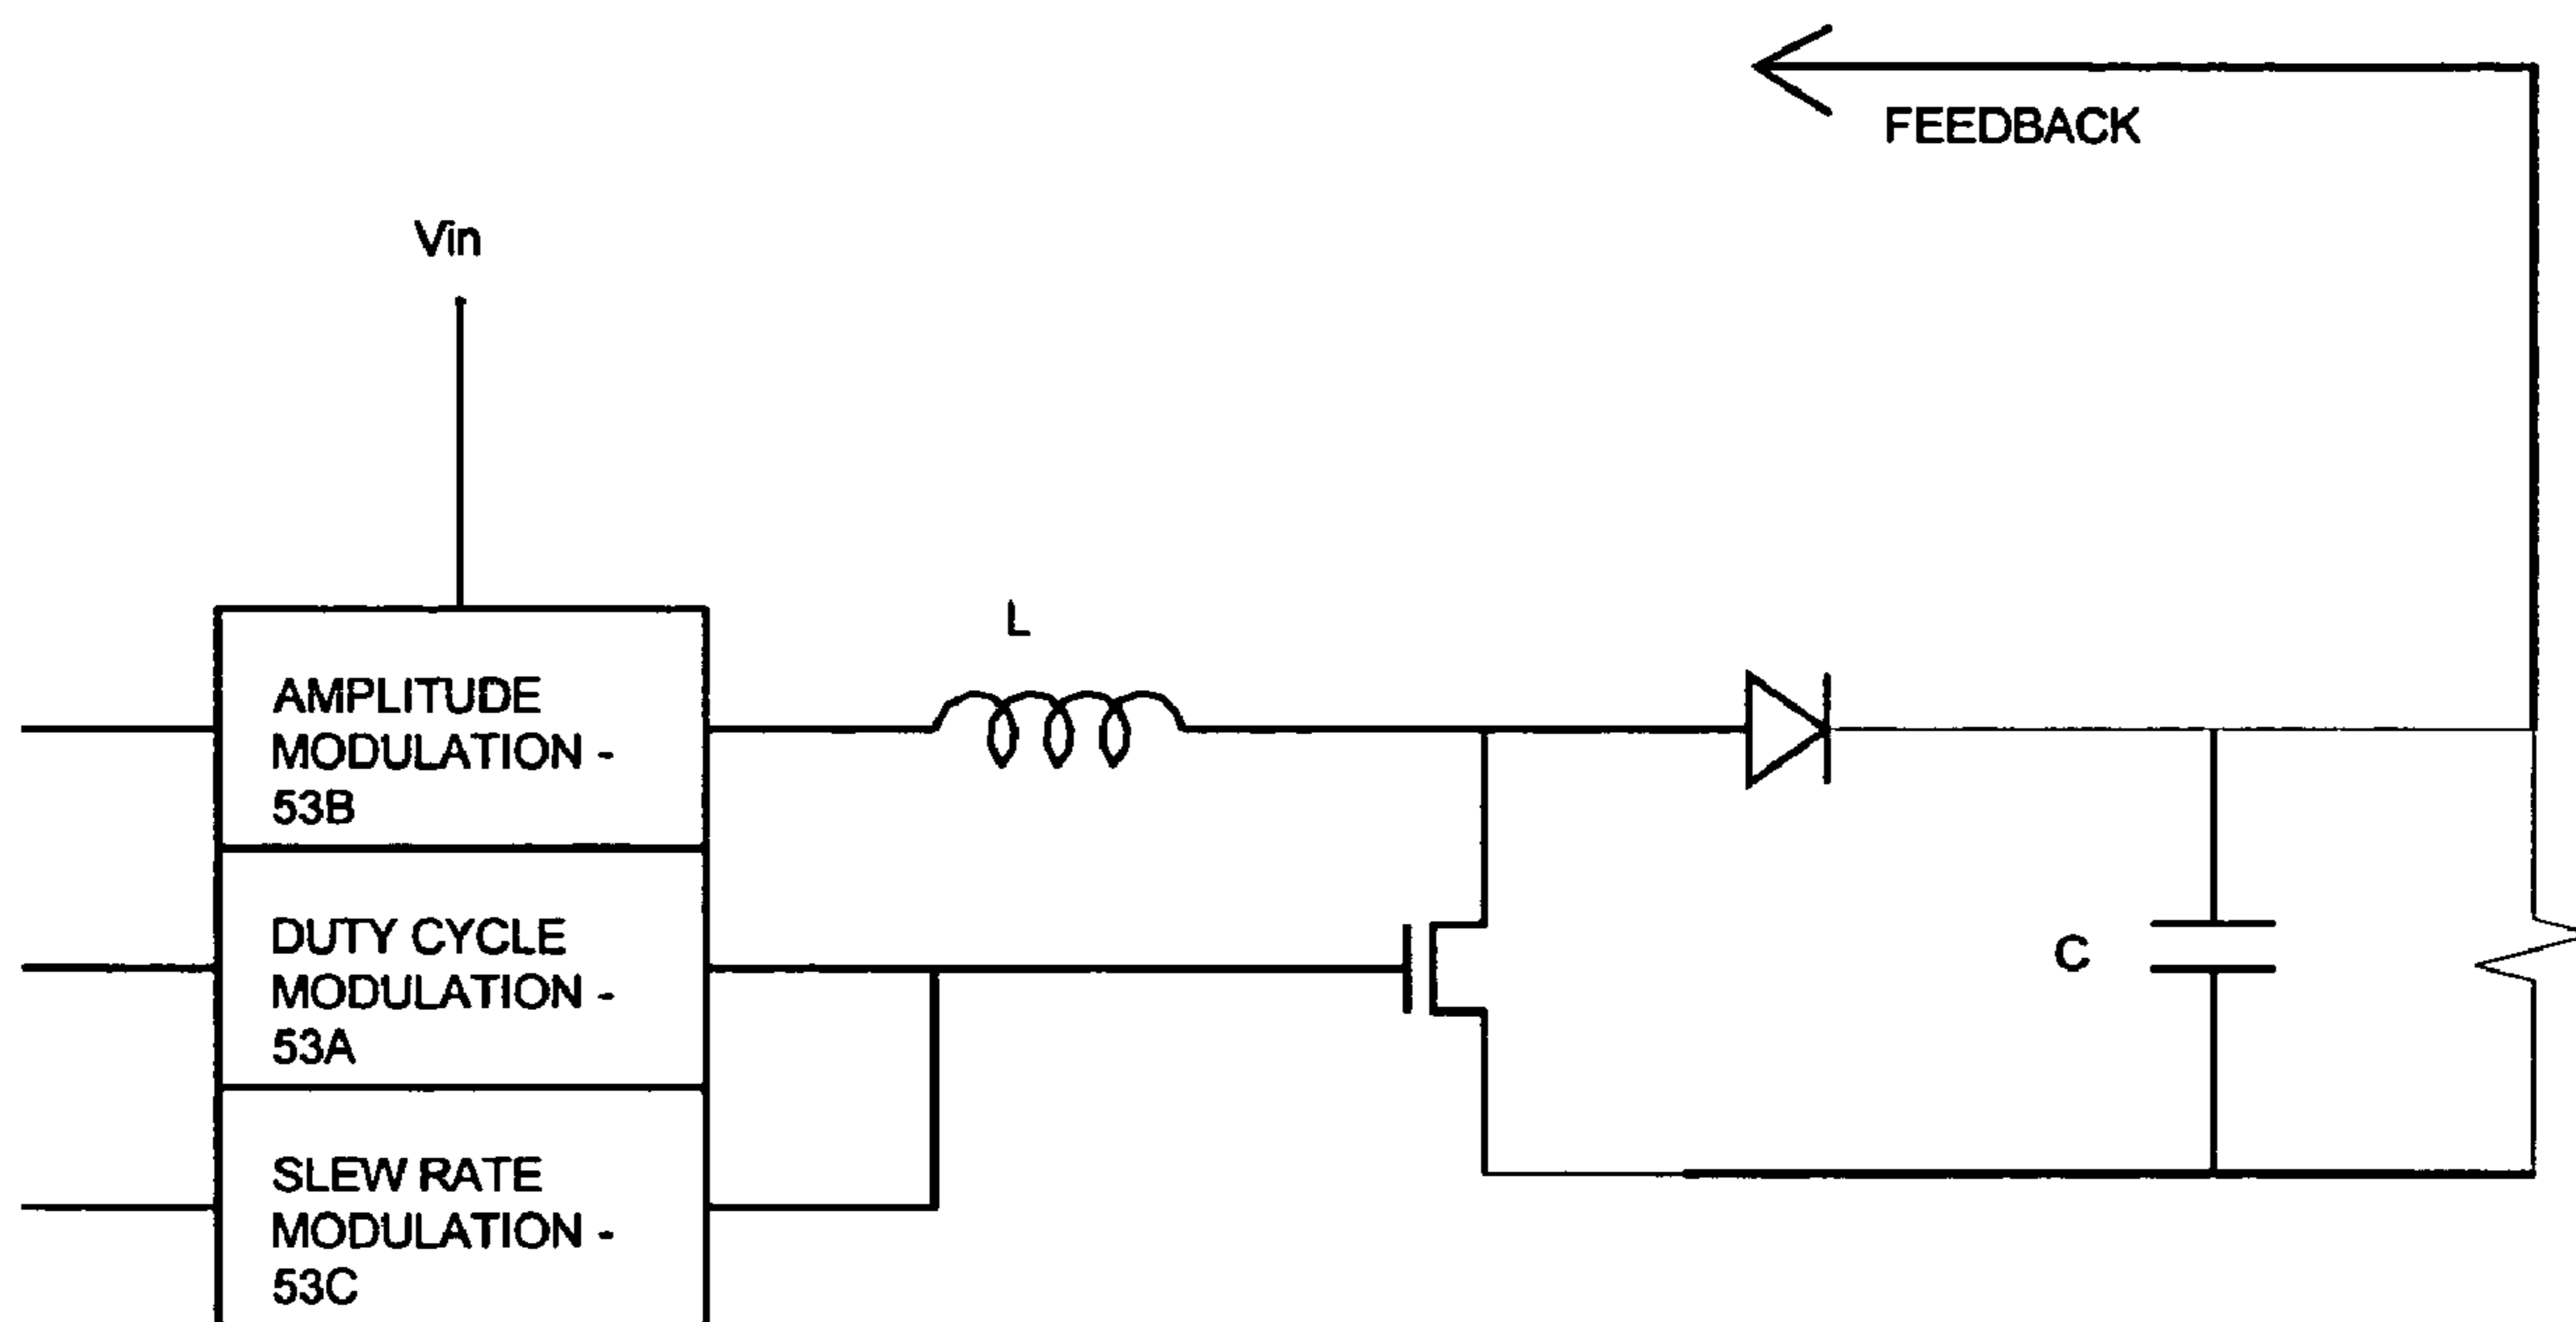 FEEDBACK
Vin
L
AMPLITUDE
MODULATION -
53B
DUTY CYCLE
MODULATION -
53A
C
SLEW RATE
MODULATION -
53C